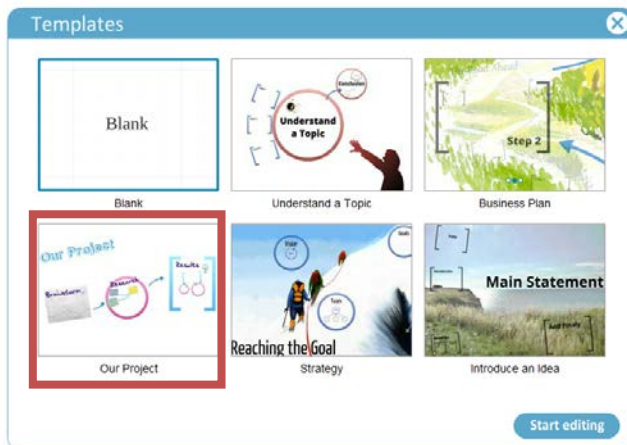 Templates
Blank
Understand
a Topic
Conclusion
Step 2
Blank
Understand a Topic
Business Plan
Our Project
Brainstorm
Research
Results
Main Statement
Reaching the Goal
Our Project
Strategy
Introduce an Idea
Start editing